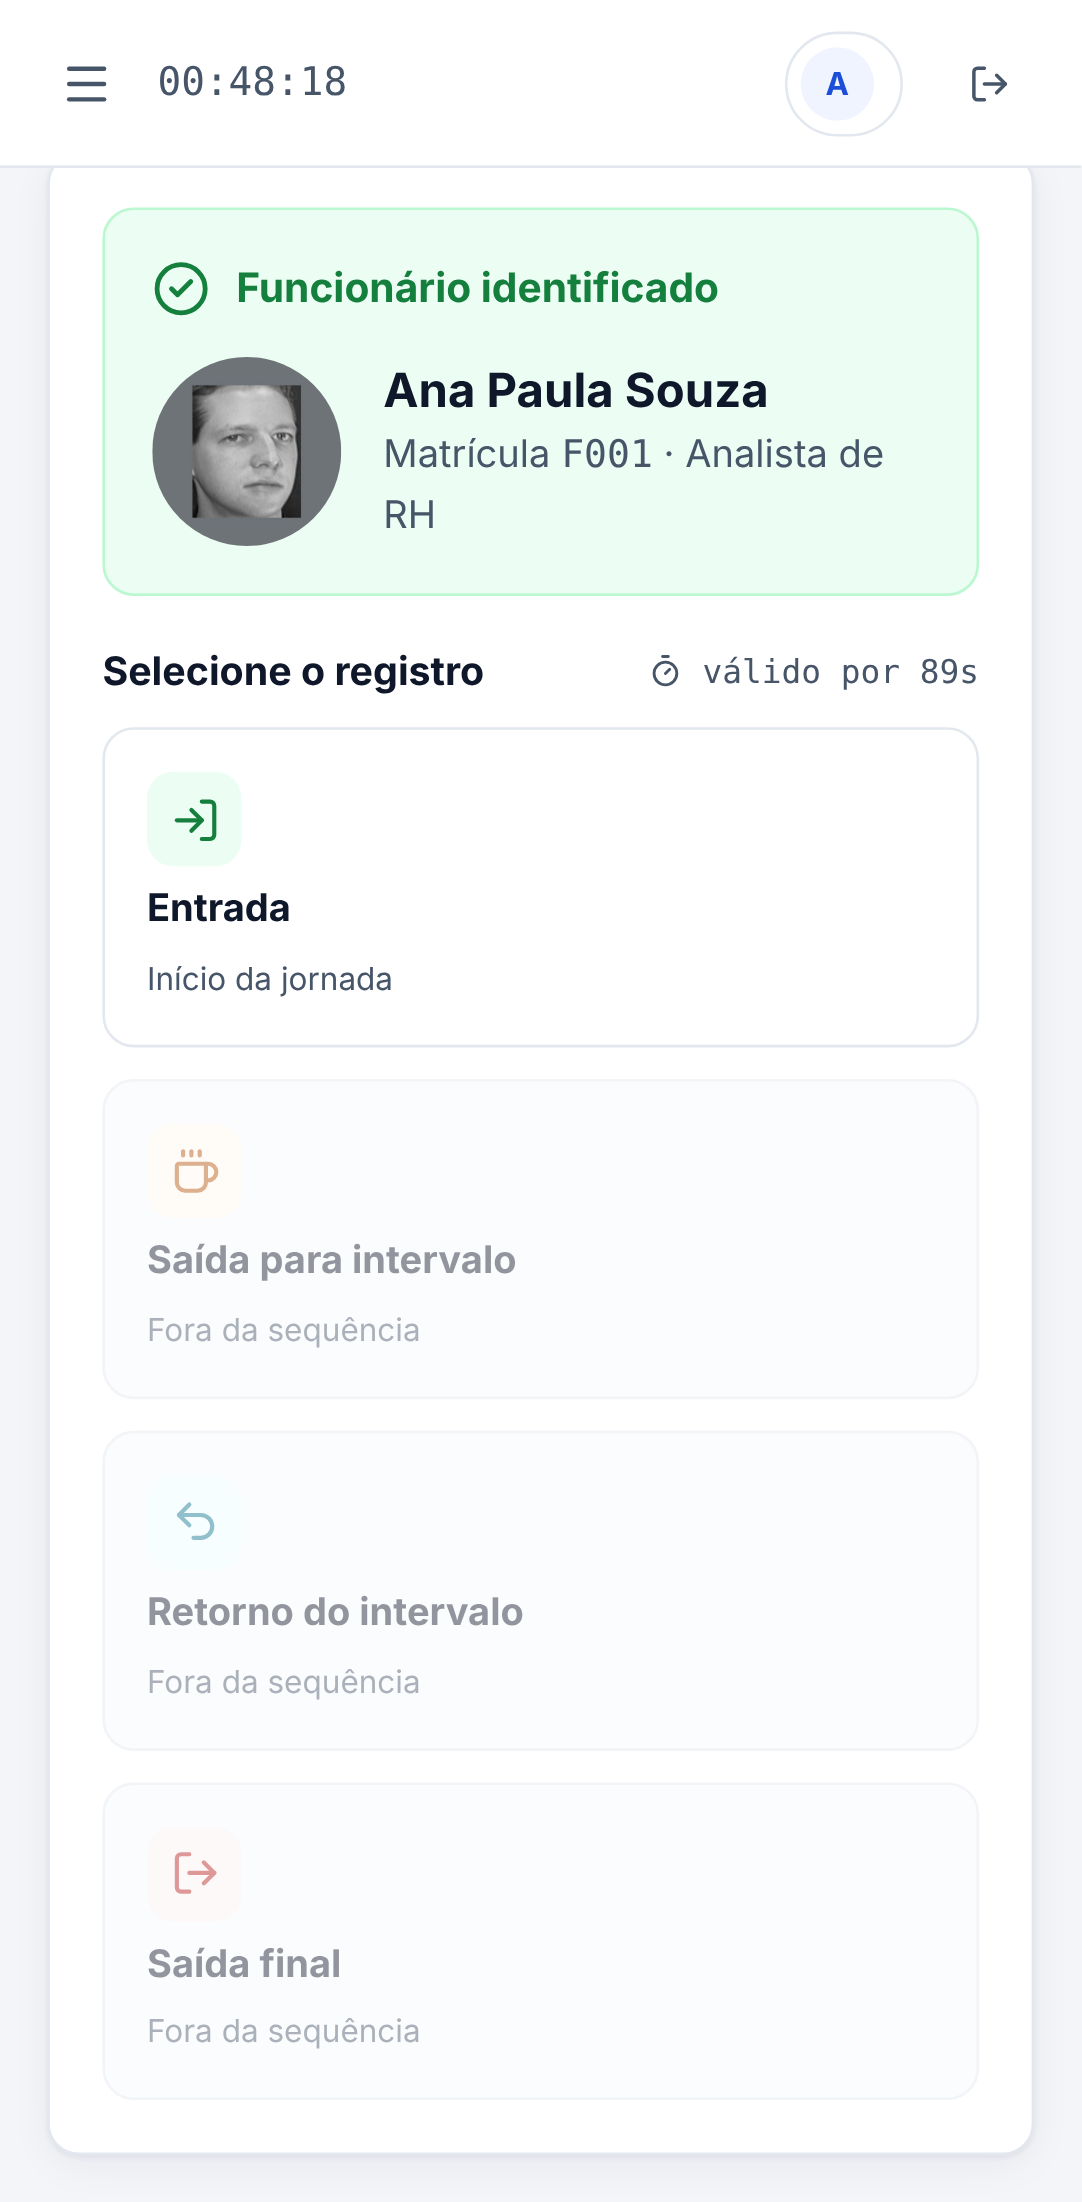 00:48:18
A
Funcionário identificado
Ana Paula Souza
Matrícula F001 · Analista de
RH
Selecione o registro
válido por 89s
Entrada
Início da jornada
Saída para intervalo
Fora da sequência
Retorno do intervalo
Fora da sequência
Saída final
Fora da sequência